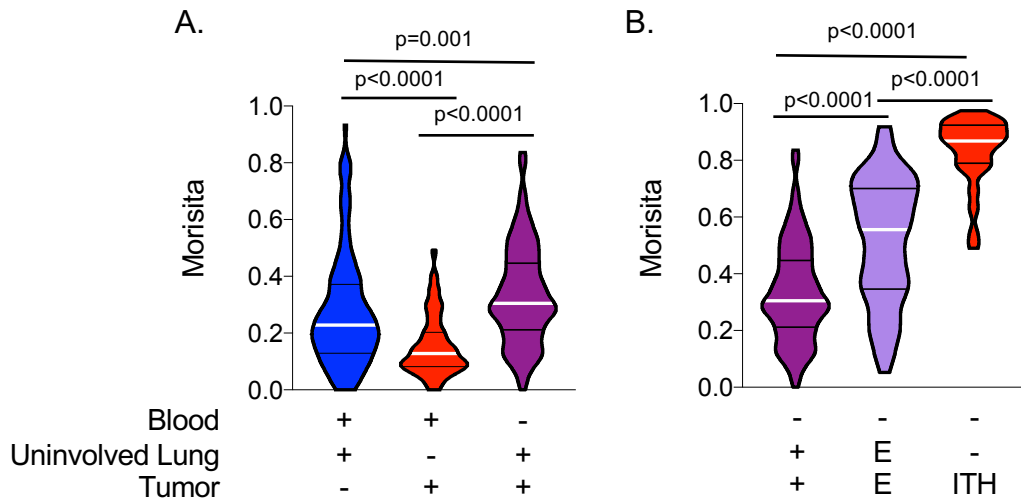 A.
p=0.001
p<0.0001
p<0.0001
Morisita
1.0
0.8
0.6
0.4
0.2
0.0
Blood + + -
Uninvolved Lung + - +
Tumor - + +
B.
p<0.0001
p<0.0001
p<0.0001
Morisita
1.0
0.8
0.6
0.4
0.2
0.0
- - -
+ E -
+ E ITH